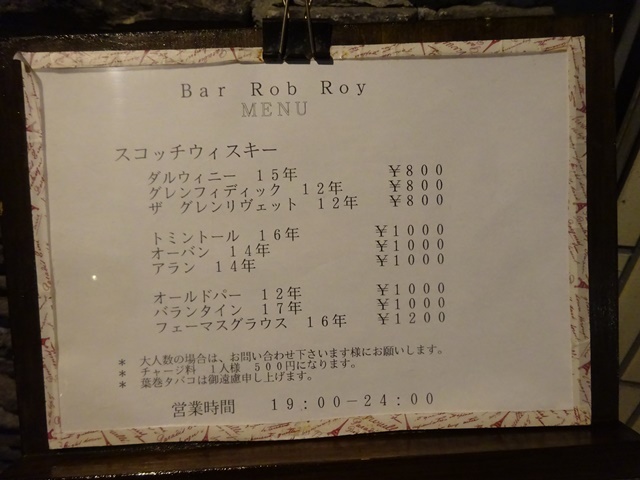 Bar Rob Roy
MENU
スコッチウィスキー
ダルウィニー 15年 ¥800
グレンフィディック 12年 ¥800
ザ グレンリヴェット 12年 ¥800
トミントール 16年 ¥1000
オーバン 14年 ¥1000
アラン 14年 ¥1000
オールドパー 12年 ¥1000
バランタイン 17年 ¥1000
フェーマスグラウス 16年 ¥1200
* 大人数の場合は、お問い合わせ下さいます様にお願いします。
* チャージ料 1人様 500円になります。
* 葉巻タバコは御遠慮申し上げます。
営業時間 19:00-24:00